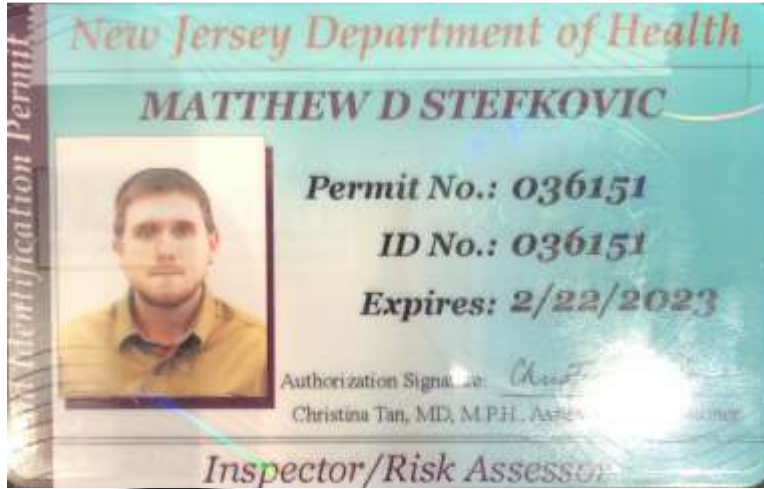 New Jersey Department of Health
Identification Permit
MATTHEW D STEFKOVIC
Permit No.: 036151
ID No.: 036151
Expires: 2/22/2023
Authorization Signature:
Christina Tan, MD, M.P.H.,
Inspector/Risk Assessor